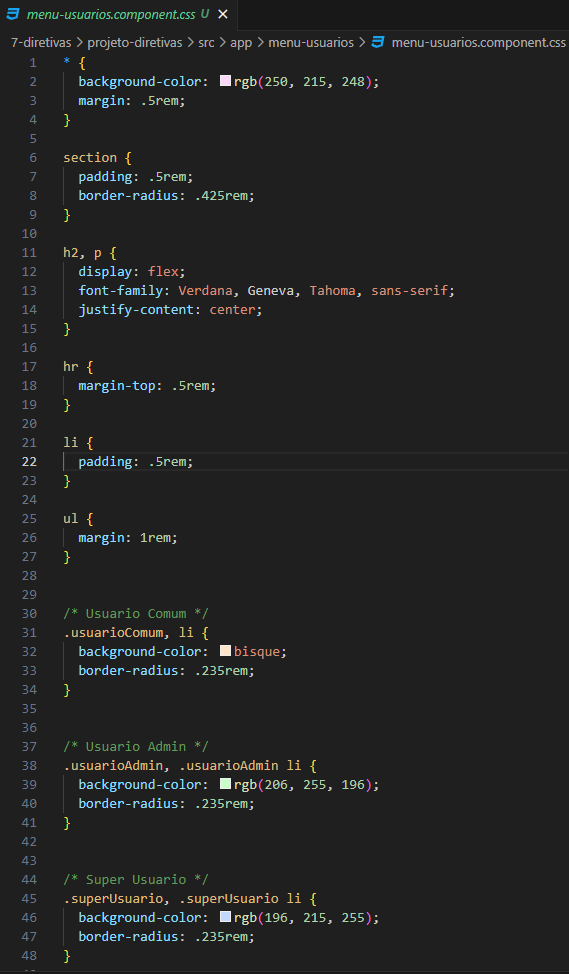 menu-usuarios.component.css U ×
7-diretivas > projeto-diretivas > src > app > menu-usuarios > menu-usuarios.component.css
1 * {
2 background-color: rgb(250, 215, 248);
3 margin: .5rem;
4 }
5
6 section {
7 padding: .5rem;
8 border-radius: .425rem;
9 }
10
11 h2, p {
12 display: flex;
13 font-family: Verdana, Geneva, Tahoma, sans-serif;
14 justify-content: center;
15 }
16
17 hr {
18 margin-top: .5rem;
19 }
20
21 li {
22 padding: .5rem;
23 }
24
25 ul {
26 margin: 1rem;
27 }
28
29
30 /* Usuario Comum */
31 .usuarioComum, li {
32 background-color: bisque;
33 border-radius: .235rem;
34 }
35
36
37 /* Usuario Admin */
38 .usuarioAdmin, .usuarioAdmin li {
39 background-color: rgb(206, 255, 196);
40 border-radius: .235rem;
41 }
42
43
44 /* Super Usuario */
45 .superUsuario, .superUsuario li {
46 background-color: rgb(196, 215, 255);
47 border-radius: .235rem;
48 }